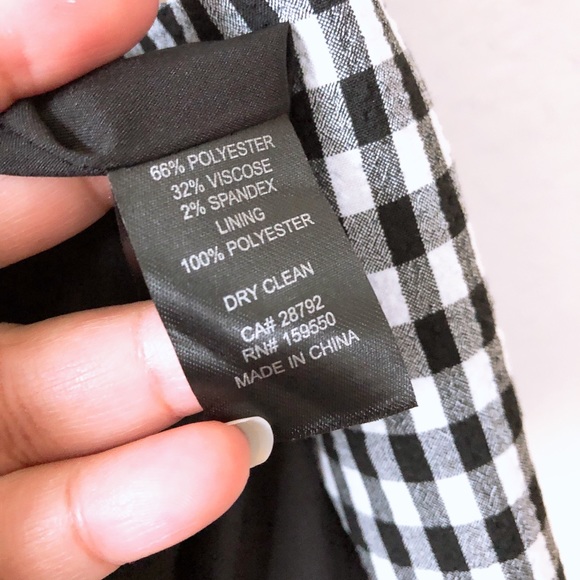 66% POLYESTER
32% VISCOSE
2% SPANDEX
LINING
100% POLYESTER
DRY CLEAN
CA# 28792
RN# 159550
MADE IN CHINA